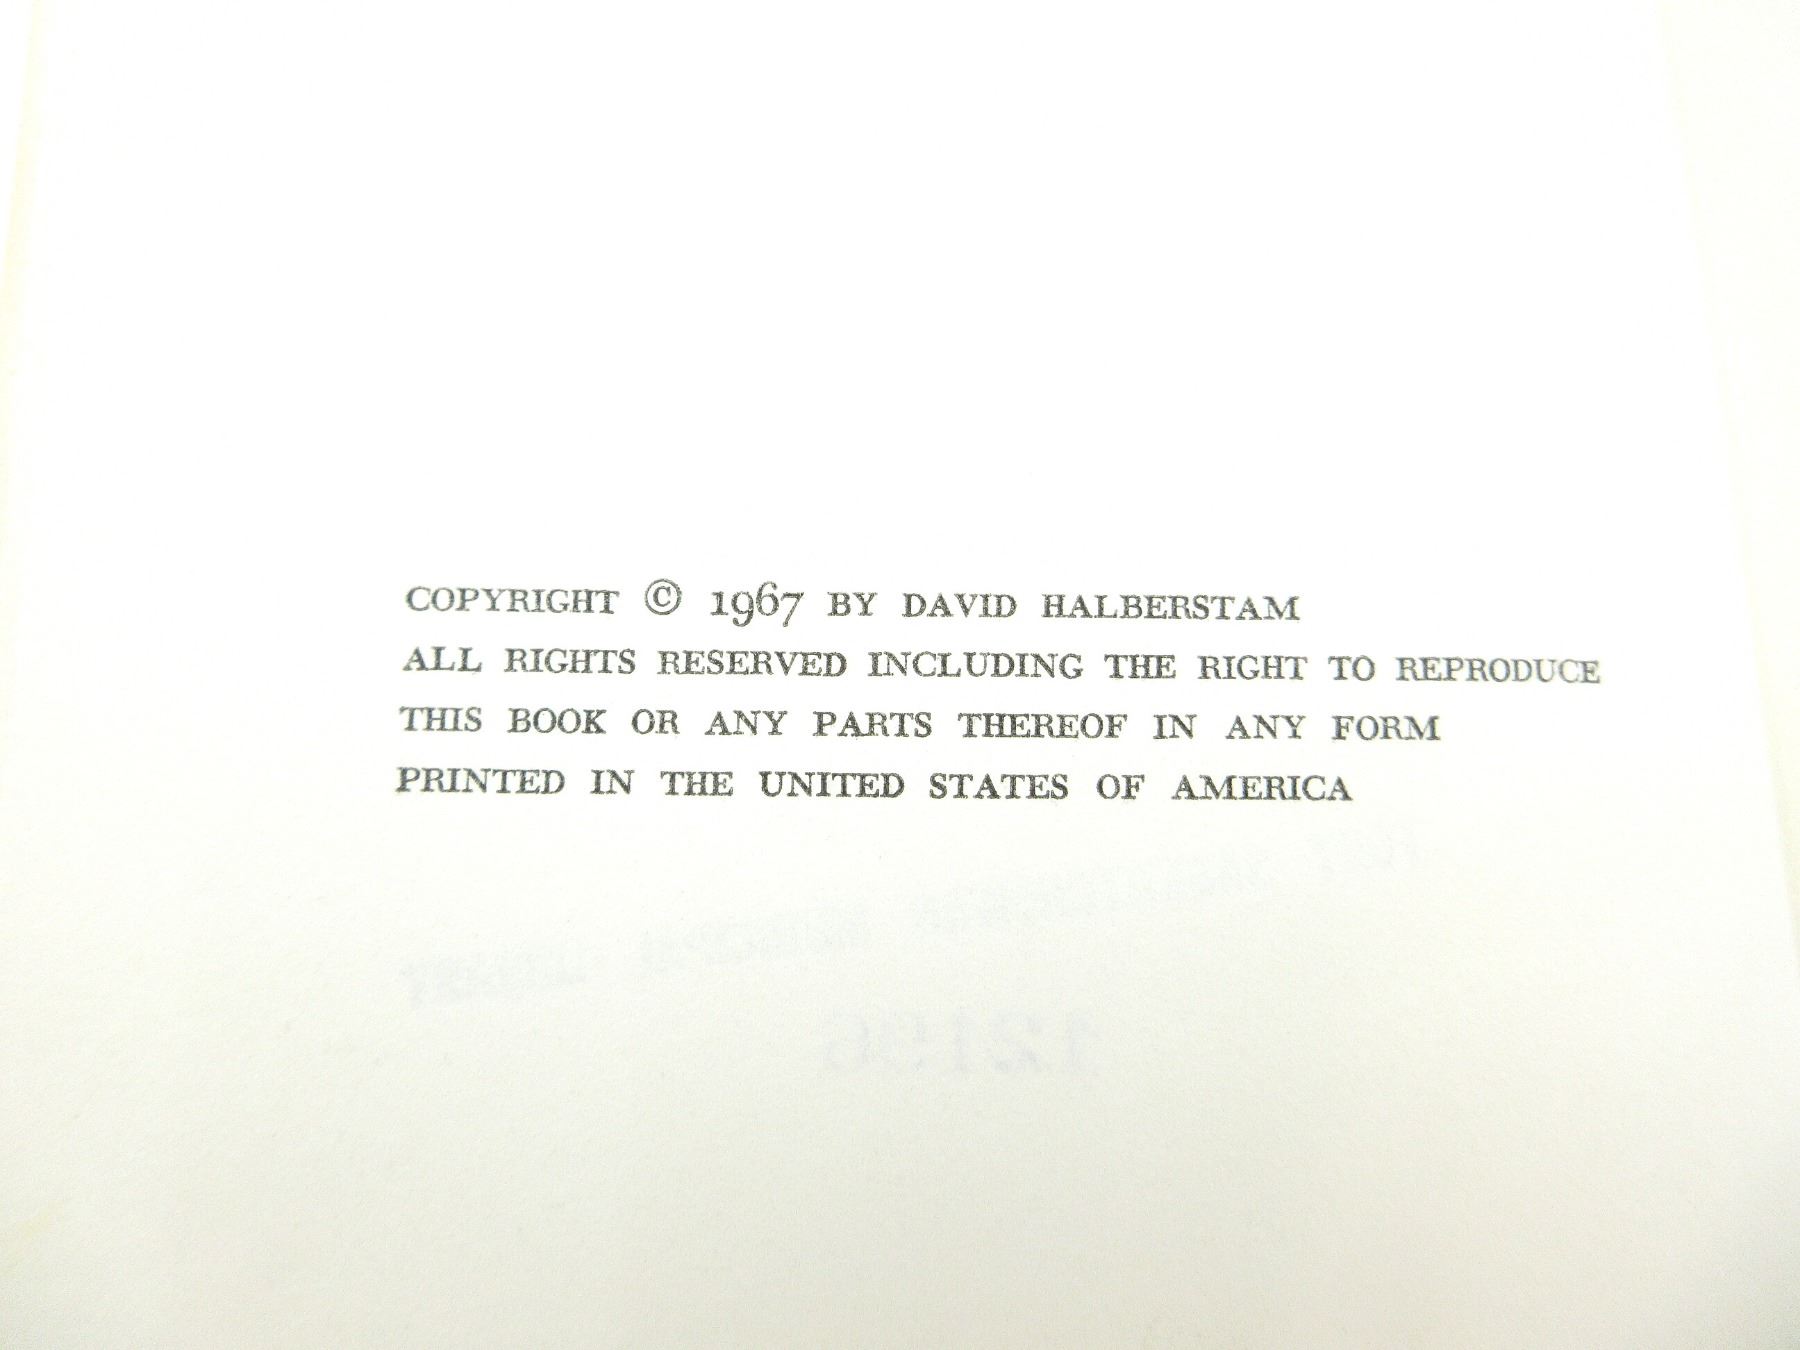 COPYRIGHT © 1967 BY DAVID HALBERSTAM
ALL RIGHTS RESERVED INCLUDING THE RIGHT TO REPRODUCE
THIS BOOK OR ANY PARTS THEREOF IN ANY FORM
PRINTED IN THE UNITED STATES OF AMERICA